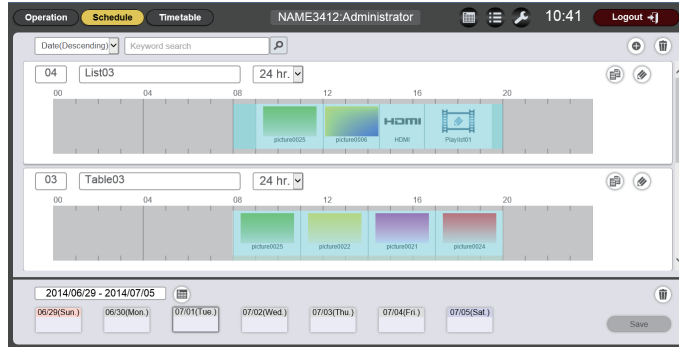 Operation Schedule Timetable NAME3412:Administrator 10:41 Logout
Date(Descending) Keyword search
04 List03 24 hr.
00 04 08 12 16 20
HDMI
picture0025 picture0006 HDMI Playlist01
03 Table03 24 hr.
00 04 08 12 16 20
picture0025 picture0022 picture0021 picture0024
2014/06/29 - 2014/07/05
06/29(Sun.) 06/30(Mon.) 07/01(Tue.) 07/02(Wed.) 07/03(Thu.) 07/04(Fri.) 07/05(Sat.)
Save